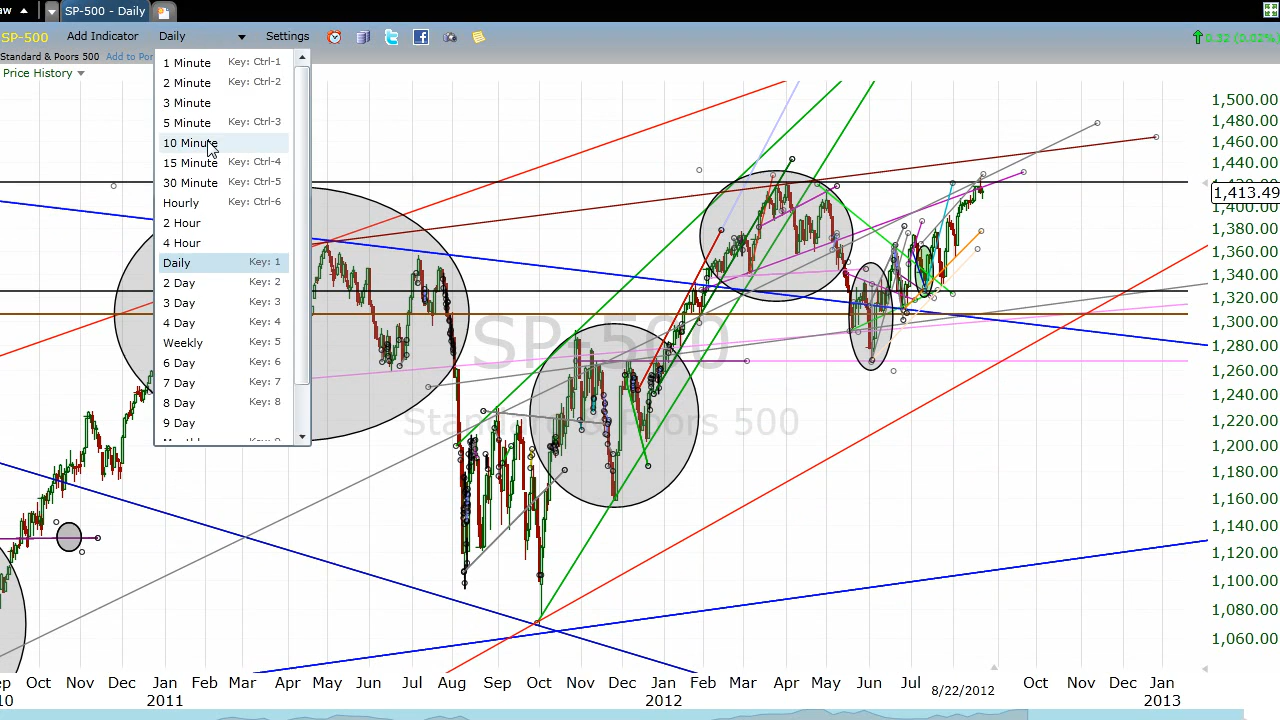 SP-500 - Daily
SP-500 Add Indicator Daily Settings 0.32 (0.02%)
Standard & Poors 500 Add to Por
Price History
1 Minute Key: Ctrl-1
2 Minute Key: Ctrl-2
3 Minute
5 Minute Key: Ctrl-3
10 Minute
15 Minute Key: Ctrl-4
30 Minute Key: Ctrl-5
Hourly Key: Ctrl-6
2 Hour
4 Hour
Daily Key: 1
2 Day Key: 2
3 Day Key: 3
4 Day Key: 4
Weekly Key: 5
6 Day Key: 6
7 Day Key: 7
8 Day Key: 8
9 Day
SP-500
Standard & Poors 500
1,500.00
1,480.00
1,460.00
1,440.00
1,413.49
1,400.00
1,380.00
1,360.00
1,340.00
1,320.00
1,300.00
1,280.00
1,260.00
1,240.00
1,220.00
1,200.00
1,180.00
1,160.00
1,140.00
1,120.00
1,100.00
1,080.00
1,060.00
Oct Nov Dec Feb Mar Apr May Jun Jul Aug Sep Oct Nov Dec Feb Mar Apr May Jun Jul 8/22/2012 Oct Nov Dec Jan
10 2011 2012 2013